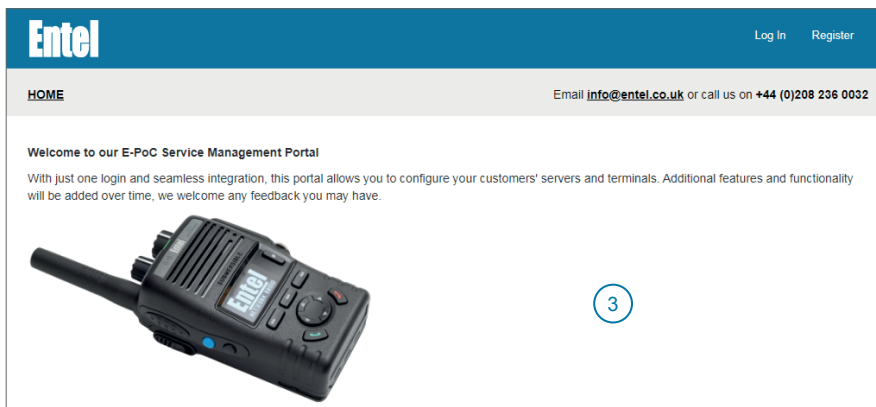 Entel
Log In Register
HOME
Email info@entel.co.uk or call us on +44 (0)208 236 0032
Welcome to our E-PoC Service Management Portal
With just one login and seamless integration, this portal allows you to configure your customers' servers and terminals. Additional features and functionality
will be added over time, we welcome any feedback you may have.
SUBMERSIBLE
Entel
3